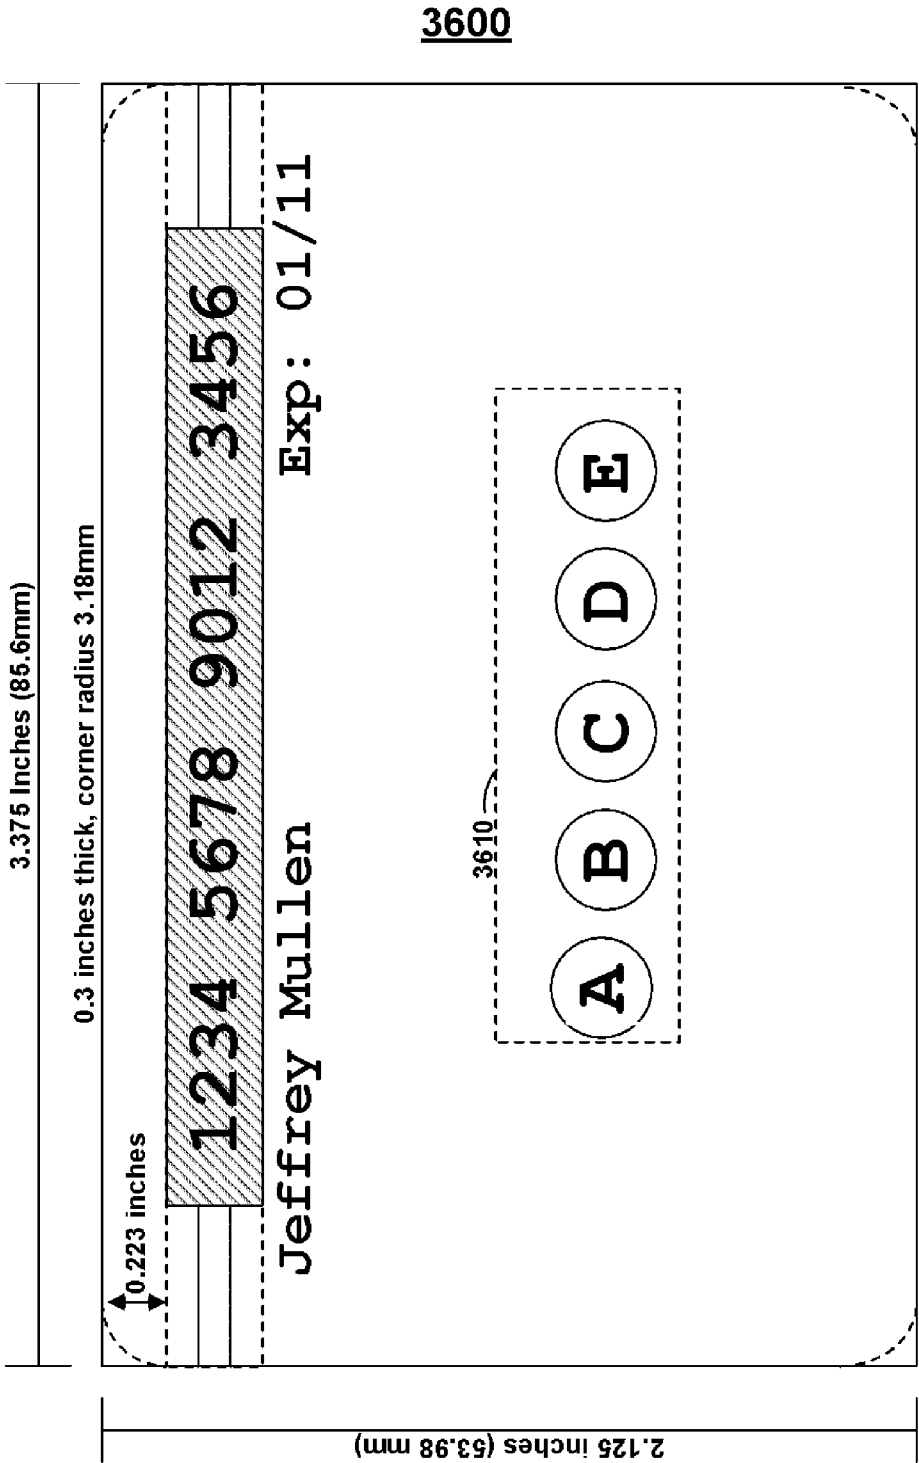 3600
3.375 Inches (85.6mm)
0.3 inches thick, corner radius 3.18mm
0.223 inches
1234 5678 9012 3456
Jeffrey Mullen Exp: 01/11
3610
A B C D E
2.125 inches (53.98 mm)